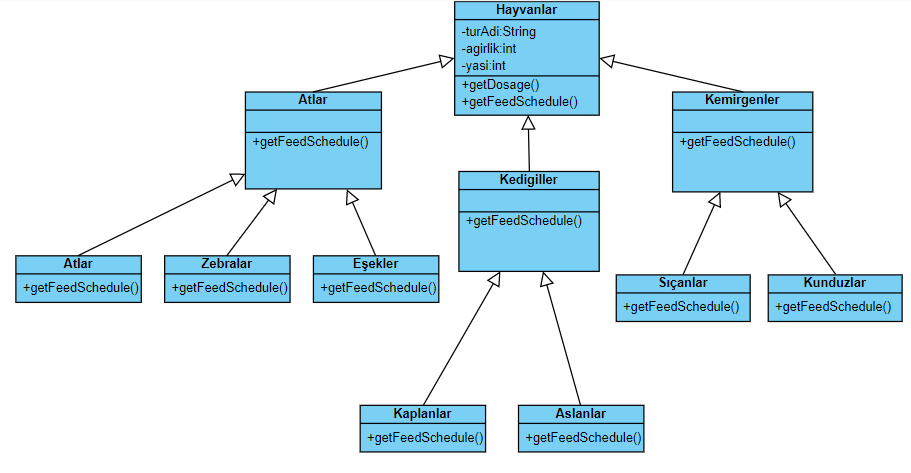 Hayvanlar
-turAdi:String
-agirlik:int
-yasi:int
+getDosage()
+getFeedSchedule()
Atlar
+getFeedSchedule()
Kemirgenler
+getFeedSchedule()
Kedigiller
+getFeedSchedule()
Atlar
+getFeedSchedule()
Zebralar
+getFeedSchedule()
Eşekler
+getFeedSchedule()
Sıçanlar
+getFeedSchedule()
Kunduzlar
+getFeedSchedule()
Kaplanlar
+getFeedSchedule()
Aslanlar
+getFeedSchedule()